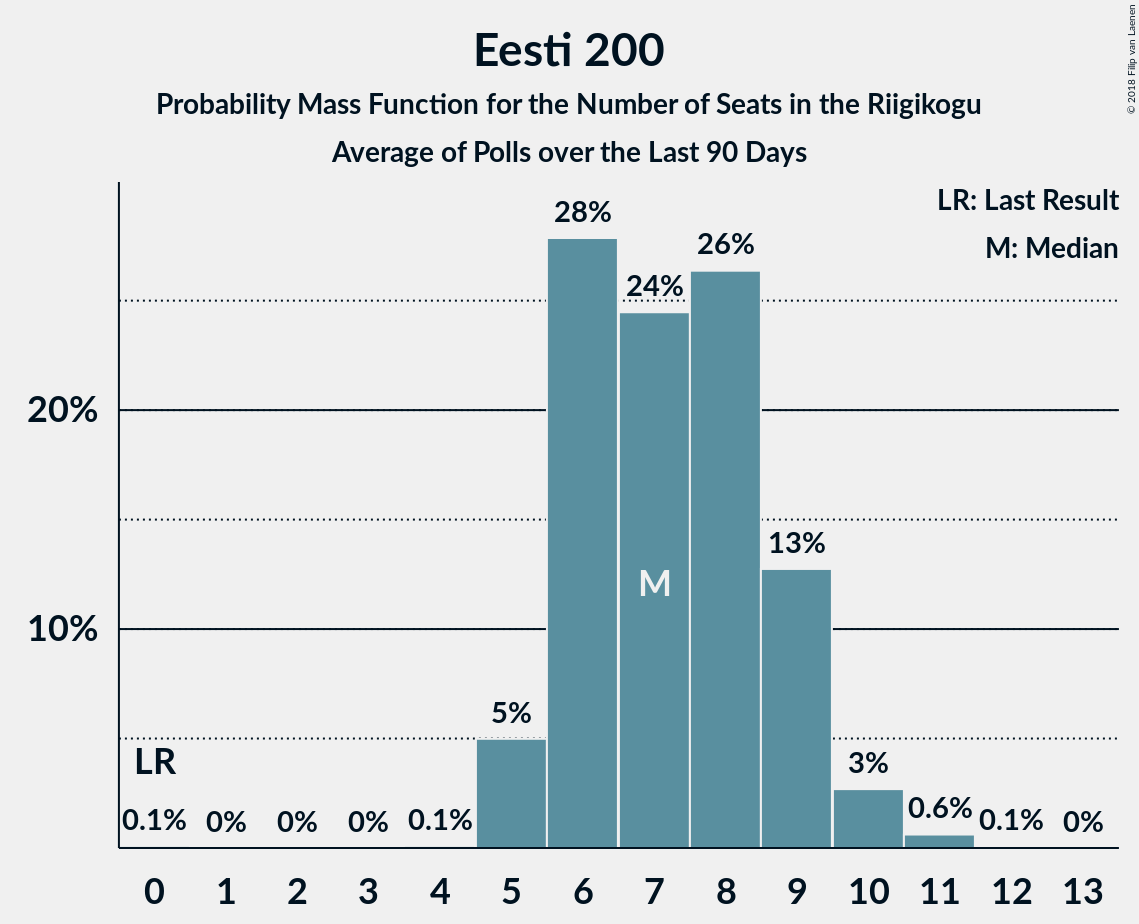 Eesti 200
Probability Mass Function for the Number of Seats in the Riigikogu
Average of Polls over the Last 90 Days
© 2018 Filip van Laenen
LR: Last Result
M: Median
28%
26%
24%
20%
13%
M
10%
5%
LR
3%
0.1% 0% 0% 0% 0.1% 0.6% 0.1% 0%
0 1 2 3 4 5 6 7 8 9 10 11 12 13